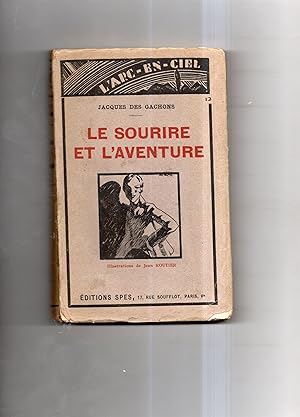 L'ARC-EN-CIEL
12
JACQUES DES GACHONS
LE SOURIRE
ET L'AVENTURE
Illustrations de Jean ROUTIER
ÉDITIONS SPES, 17, RUE SOUFFLOT, PARIS, Vᵉ